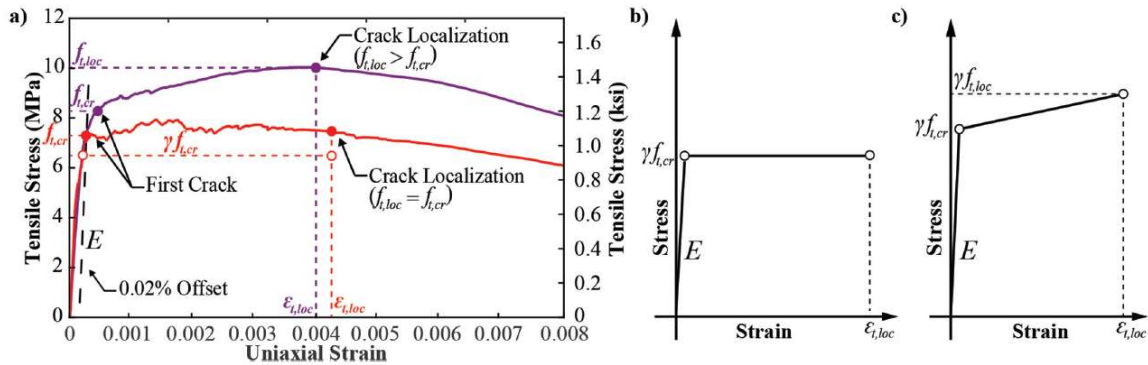 a)
12
10
8
6
4
2
0
Tensile Stress (MPa)
f_t,loc
f_t,cr
f_t,cr
γf_t,cr
Crack Localization
(f_t,loc > f_t,cr)
First Crack
Crack Localization
(f_t,loc = f_t,cr)
E
0.02% Offset
ε_t,loc
ε_t,loc
0
0.001
0.002
0.003
0.004
0.005
0.006
0.007
0.008
Uniaxial Strain
1.6
1.4
1.2
1.0
0.8
0.6
0.4
0.2
0
Tensile Stress (ksi)
b)
γf_t,cr
Stress
E
Strain
ε_t,loc
c)
γf_t,loc
γf_t,cr
Stress
E
Strain
ε_t,loc